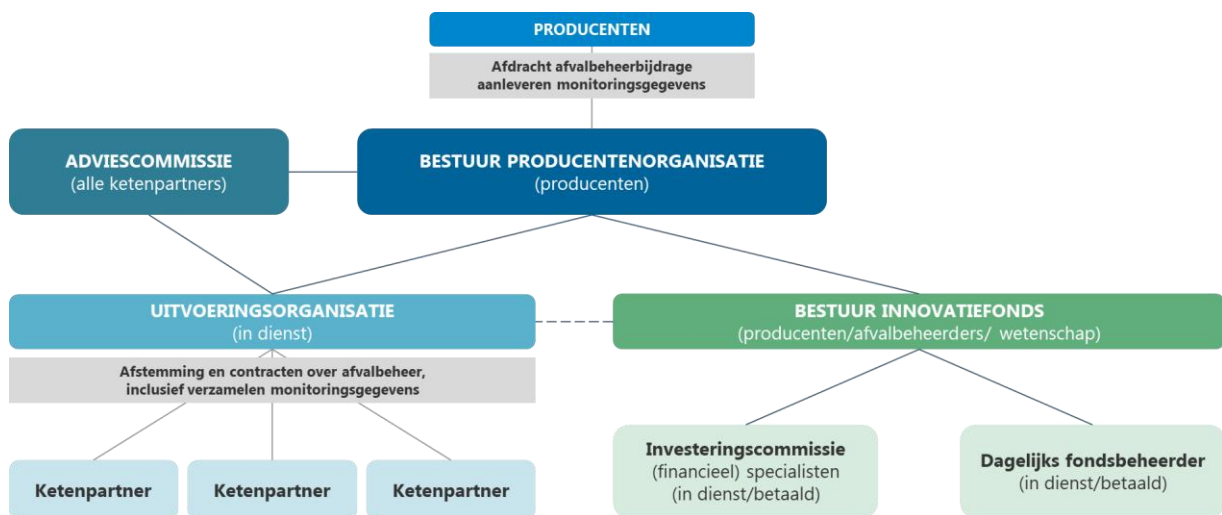 PRODUCENTEN
Afdracht afvalbeheerbijdrage
aanleveren monitoringsgegevens
ADVIESCOMMISSIE
(alle ketenpartners)
BESTUUR PRODUCENTENORGANISATIE
(producenten)
UITVOERINGSORGANISATIE
(in dienst)
BESTUUR INNOVATIEFONDS
(producenten/afvalbeheerders/ wetenschap)
Afstemming en contracten over afvalbeheer,
inclusief verzamelen monitoringsgegevens
Ketenpartner
Ketenpartner
Ketenpartner
Investeringscommissie
(financieel) specialisten
(in dienst/betaald)
Dagelijks fondsbeheerder
(in dienst/betaald)